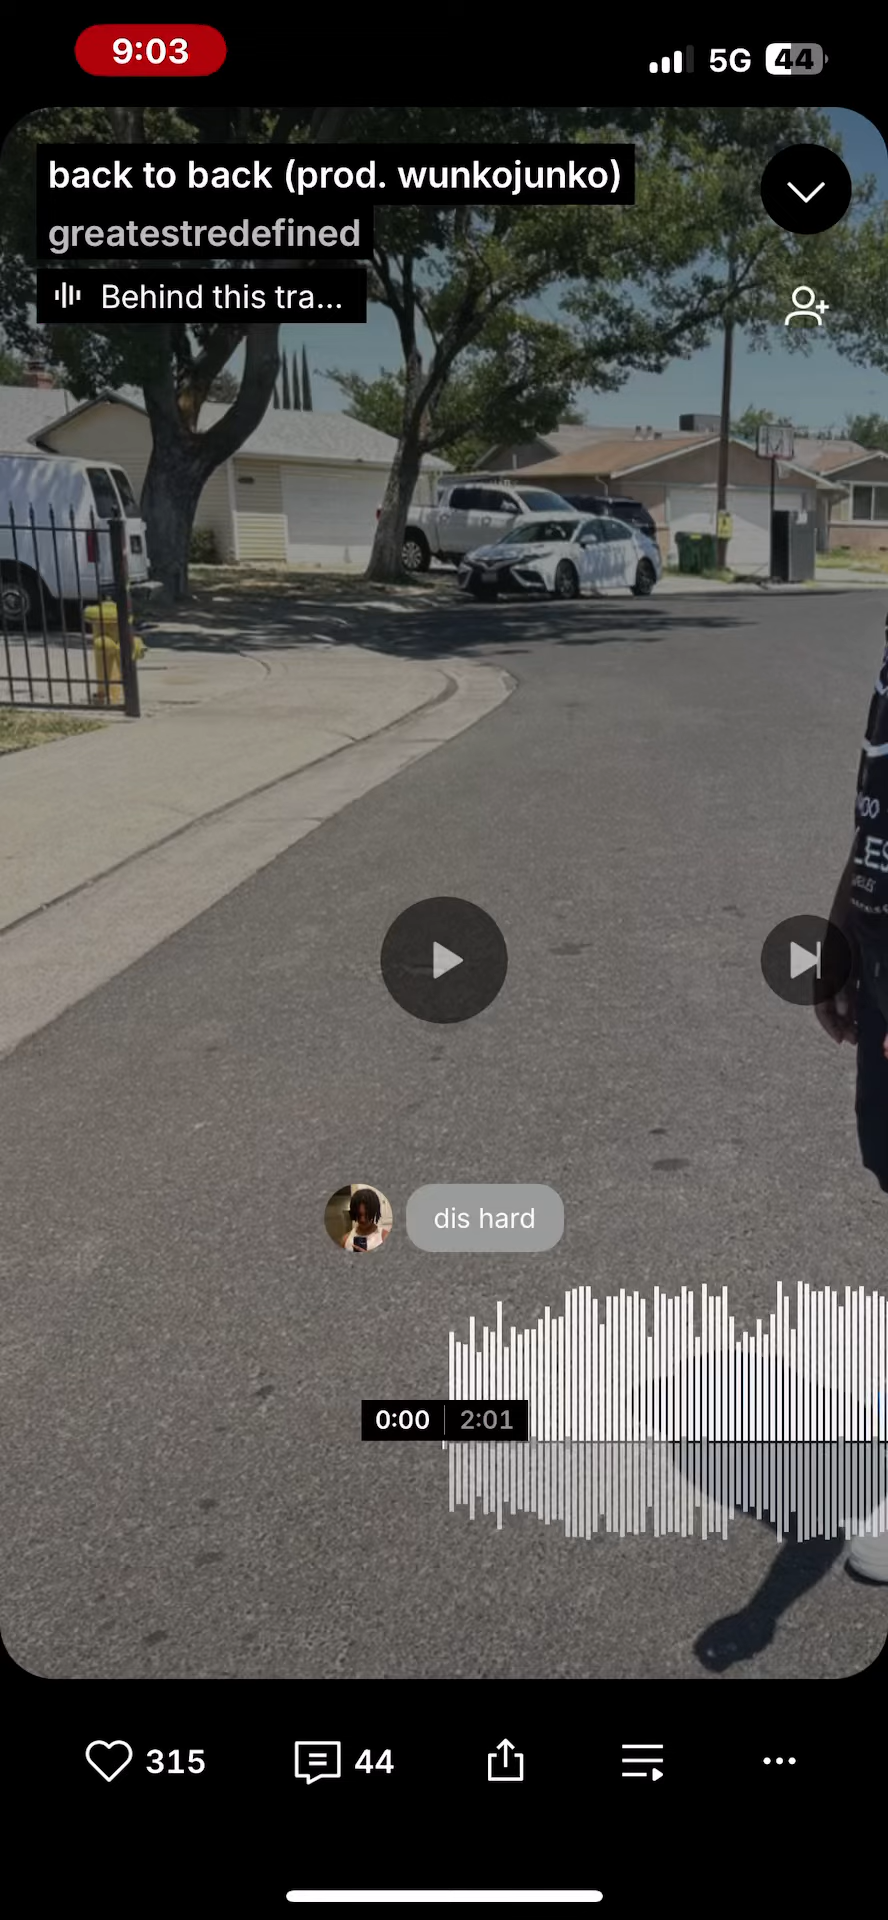 9:03
5G
44
back to back (prod. wunkojunko)
greatestredefined
Behind this tra...
dis hard
0:00
2:01
315
44